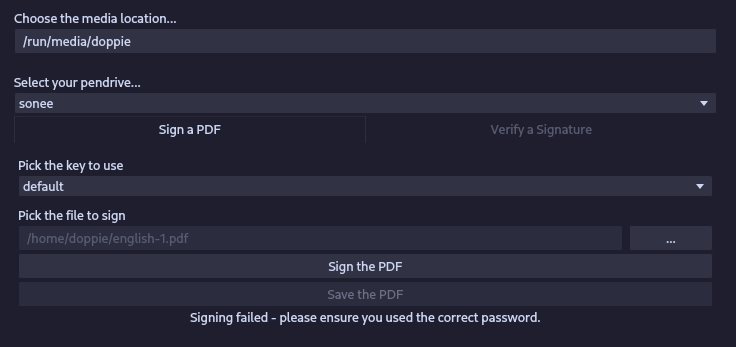 Choose the media location...
/run/media/doppie
Select your pendrive...
sonee
Sign a PDF
Verify a Signature
Pick the key to use
default
Pick the file to sign
/home/doppie/english-1.pdf
...
Sign the PDF
Save the PDF
Signing failed - please ensure you used the correct password.